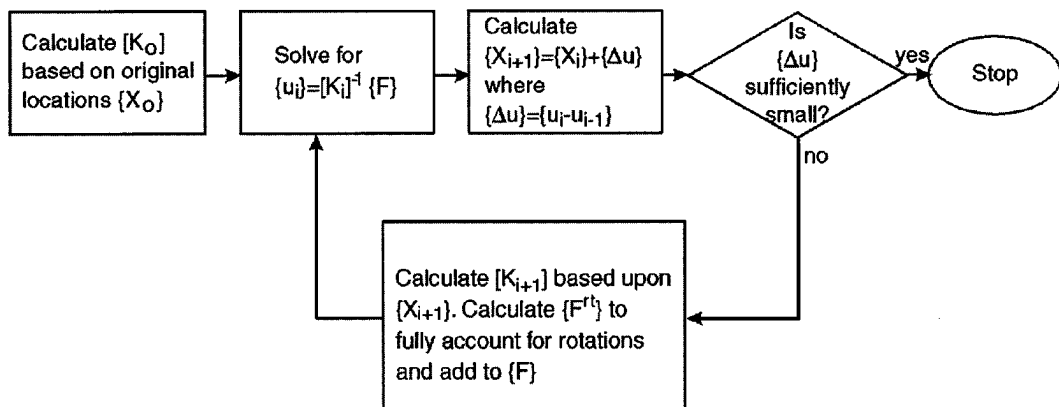 Calculate [K₀]
based on original
locations {X₀}
Solve for
{uᵢ}=[Kᵢ]⁻¹ {F}
Calculate
{Xᵢ₊₁}={Xᵢ}+{Δu}
where
{Δu}={uᵢ-uᵢ₋₁}
Is
{Δu}
sufficiently
small?
yes
Stop
no
Calculate [Kᵢ₊₁] based upon
{Xᵢ₊₁}. Calculate {Fʳᵗ} to
fully account for rotations
and add to {F}